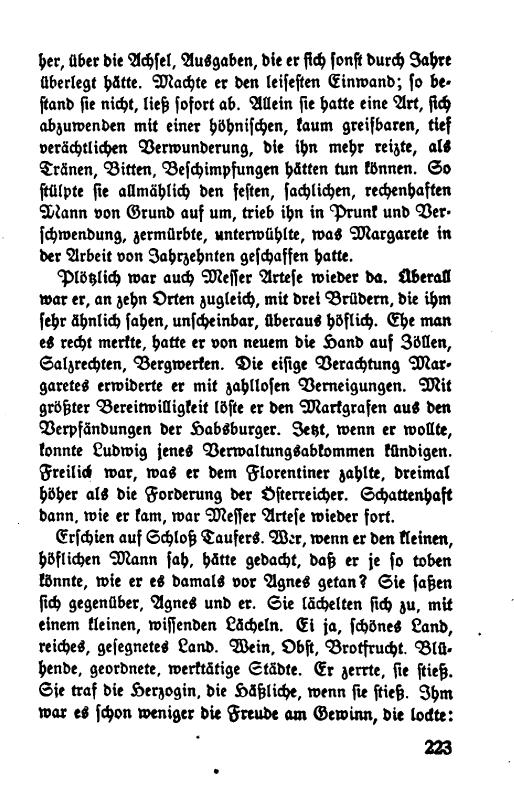 her, über die Achsel, Ausgaben, die er sich sonst durch Jahre
überlegt hätte. Machte er den leisesten Einwand; so be-
stand sie nicht, ließ sofort ab. Allein sie hatte eine Art, sich
abzuwenden mit einer höhnischen, kaum greifbaren, tief
verächtlichen Verwunderung, die ihn mehr reizte, als
Tränen, Bitten, Beschimpfungen hätten tun können. So
stülpte sie allmählich den festen, sachlichen, rechenhaften
Mann von Grund auf um, trieb ihn in Prunk und Ver-
schwendung, zermürbte, unterwühlte, was Margarete in
der Arbeit von Jahrzehnten geschaffen hatte.
Plötzlich war auch Messer Artese wieder da. Überall
war er, an zehn Orten zugleich, mit drei Brüdern, die ihm
sehr ähnlich sahen, unscheinbar, überaus höflich. Ehe man
es recht merkte, hatte er von neuem die Hand auf Zöllen,
Salzrechten, Bergwerken. Die eisige Verachtung Mar-
garetes erwiderte er mit zahllosen Verneigungen. Mit
größter Bereitwilligkeit löste er den Markgrafen aus den
Verpfändungen der Habsburger. Jetzt, wenn er wollte,
konnte Ludwig jenes Verwaltungsabkommen kündigen.
Freilich war, was er dem Florentiner zahlte, dreimal
höher als die Forderung der Österreicher. Schattenhaft
dann, wie er kam, war Messer Artese wieder fort.
Erschien auf Schloß Taufers. Wer, wenn er den kleinen,
höflichen Mann sah, hätte gedacht, daß er je so toben
könnte, wie er es damals vor Agnes getan? Sie saßen
sich gegenüber, Agnes und er. Sie lächelten sich zu, mit
einem kleinen, wissenden Lächeln. Ei ja, schönes Land,
reiches, gesegnetes Land. Wein, Obst, Brotfrucht. Blü-
hende, geordnete, werktätige Städte. Er zerrte, sie stieß.
Sie traf die Herzogin, die Häßliche, wenn sie stieß. Ihm
war es schon weniger die Freude am Gewinn, die lockte:
223